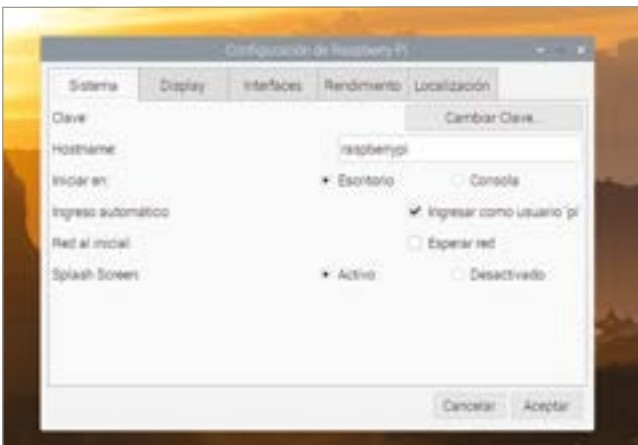 Configuración de Raspberry Pi
Sistema Display Interfaces Rendimiento Localización
Clave: Cambiar Clave...
Hostname: raspberrypi
Iniciar en: Escritorio Consola
Ingreso automático Ingresar como usuario 'pi'
Red al inicial: Esperar red
Splash Screen: Activo Desactivado
Cancelar Aceptar